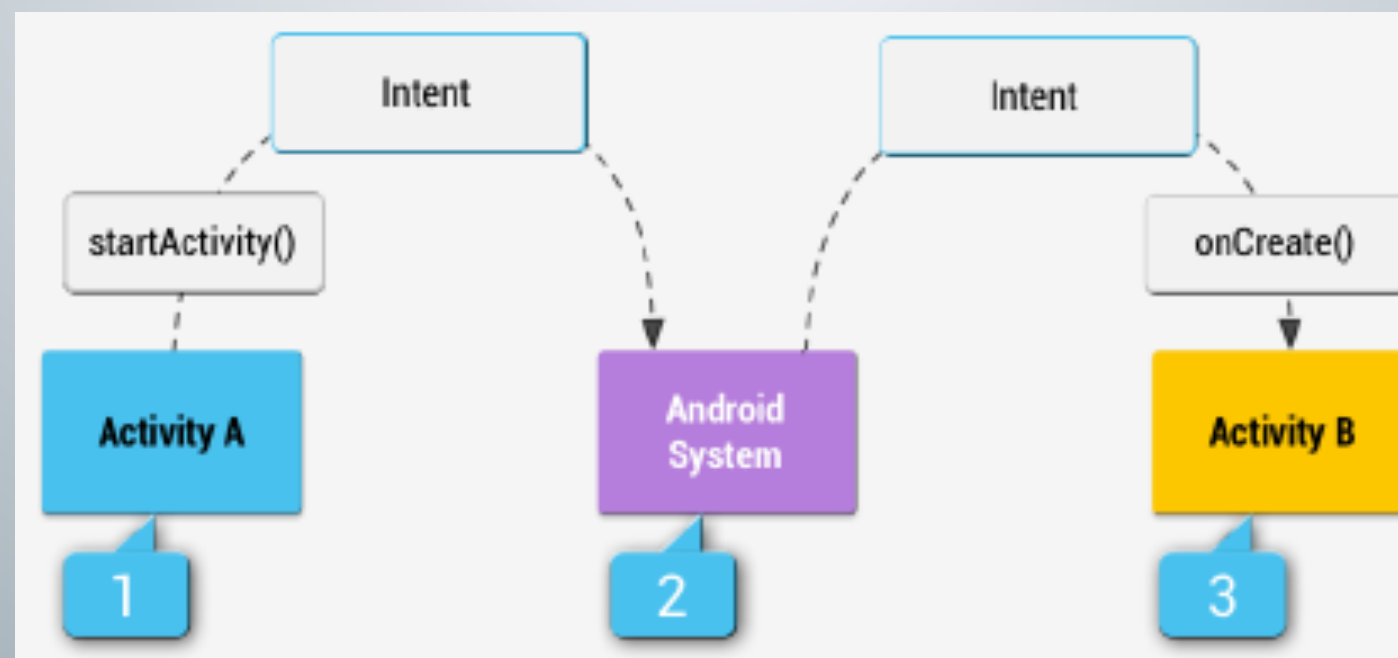 Intent
Intent
startActivity()
onCreate()
Activity A
Android
System
Activity B
1
2
3